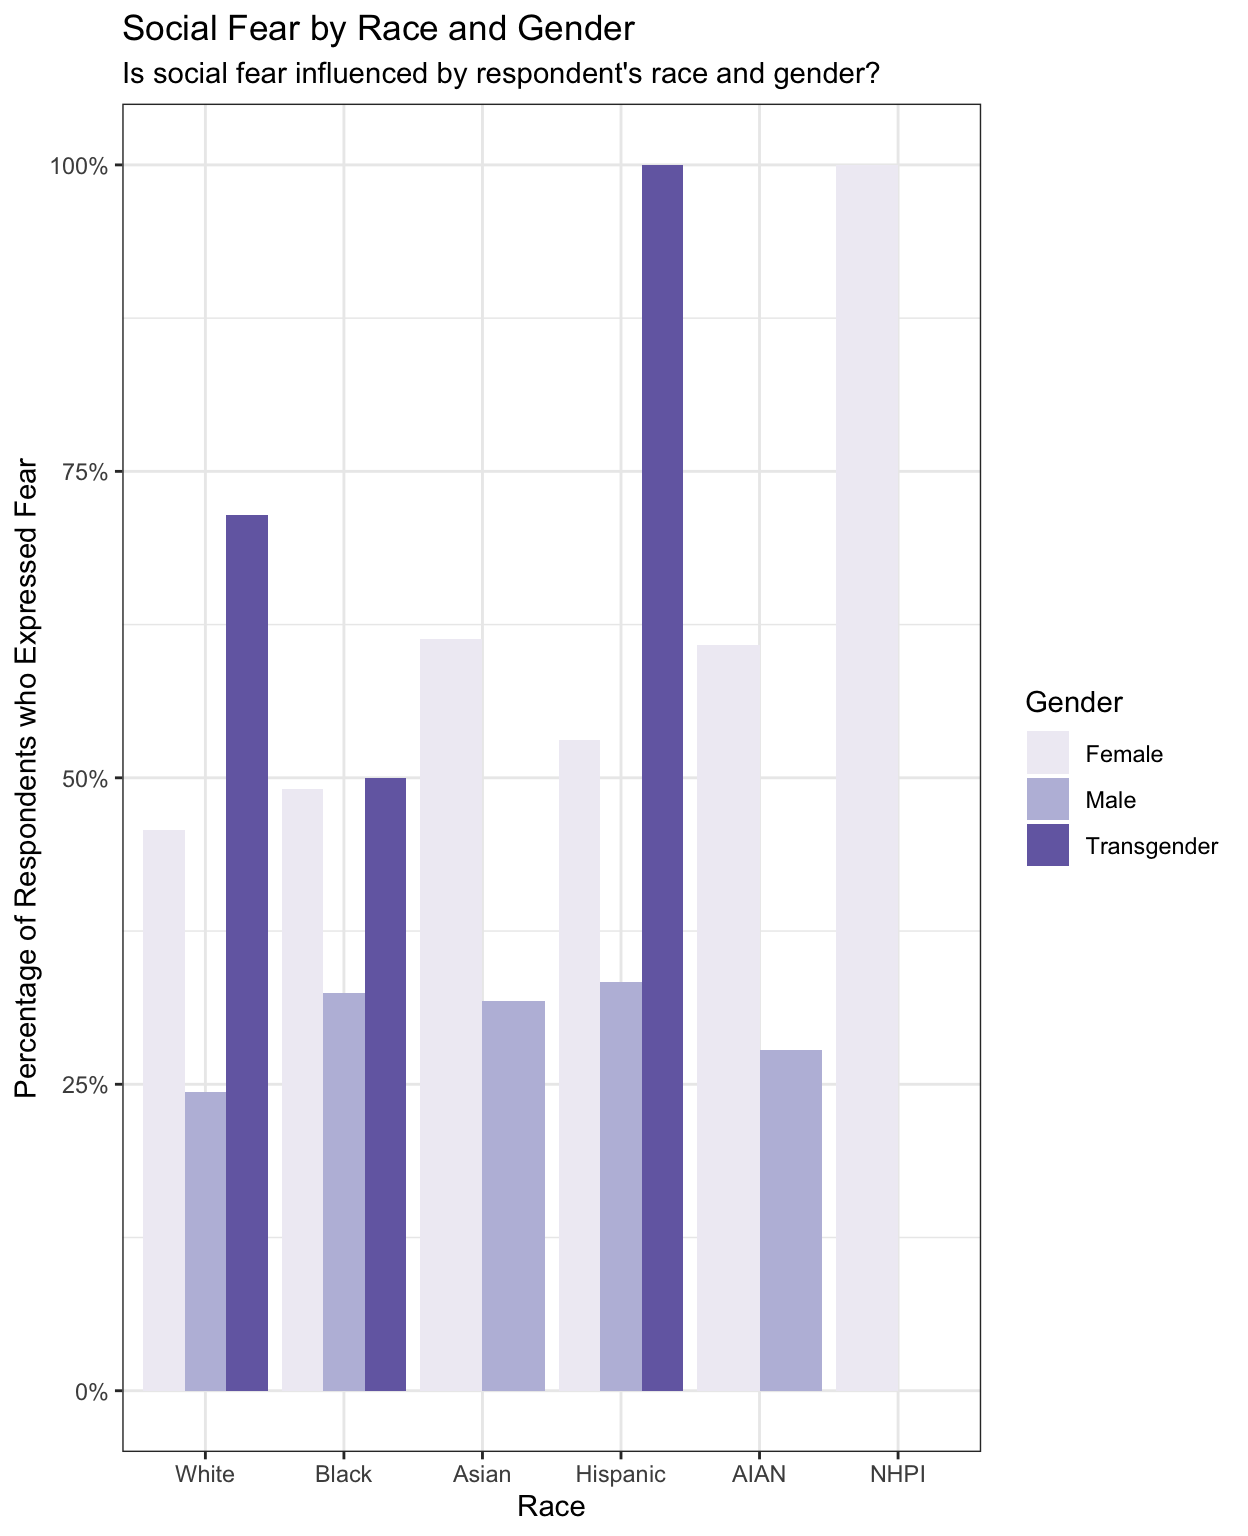 Social Fear by Race and Gender
Is social fear influenced by respondent's race and gender?
Percentage of Respondents who Expressed Fear
100%
75%
50%
25%
0%
White
Black
Asian
Hispanic
AIAN
NHPI
Race
Gender
Female
Male
Transgender